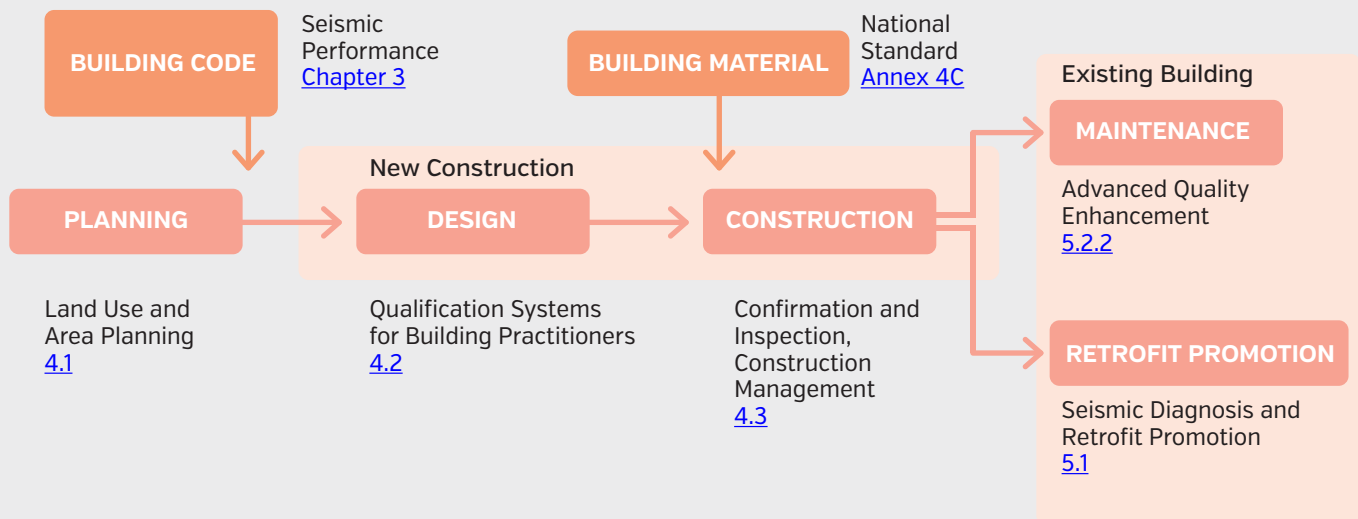 BUILDING CODE
Seismic
Performance
Chapter 3
BUILDING MATERIAL
National
Standard
Annex 4C
Existing Building
MAINTENANCE
Advanced Quality
Enhancement
5.2.2
New Construction
PLANNING
DESIGN
CONSTRUCTION
Land Use and
Area Planning
4.1
Qualification Systems
for Building Practitioners
4.2
Confirmation and
Inspection,
Construction
Management
4.3
RETROFIT PROMOTION
Seismic Diagnosis and
Retrofit Promotion
5.1